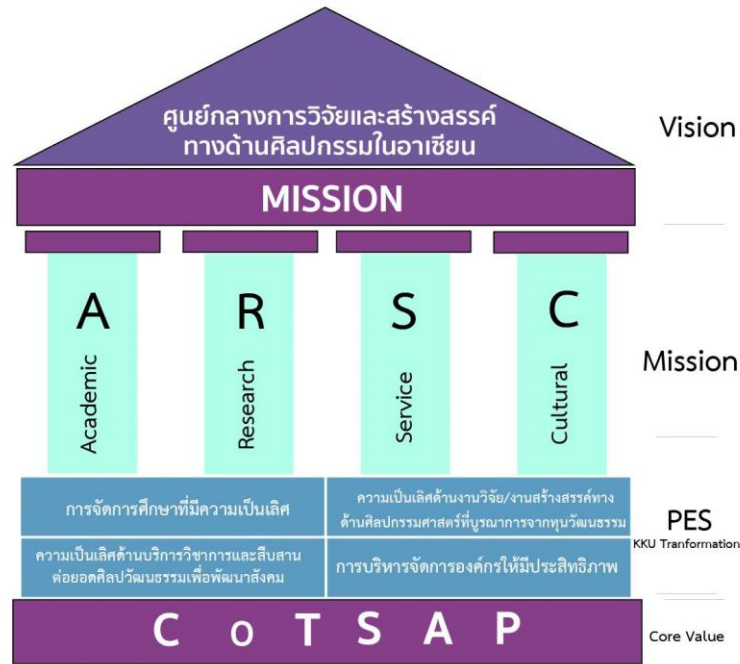 ศูนย์กลางการวิจัยและสร้างสรรค์
ทางด้านศิลปกรรมในอาเซียน
Vision
MISSION
A
Academic
R
Research
S
Service
C
Cultural
Mission
การจัดการศึกษาที่มีความเป็นเลิศ
ความเป็นเลิศด้านงานวิจัย/งานสร้างสรรค์ทาง
ด้านศิลปกรรมศาสตร์ที่บูรณาการจากทุนวัฒนธรรม
ความเป็นเลิศด้านบริการวิชาการและสืบสาน
ต่อยอดศิลปวัฒนธรรมเพื่อพัฒนาสังคม
การบริหารจัดการองค์กรให้มีประสิทธิภาพ
PES
KKU Tranformation
C o T S A P
Core Value